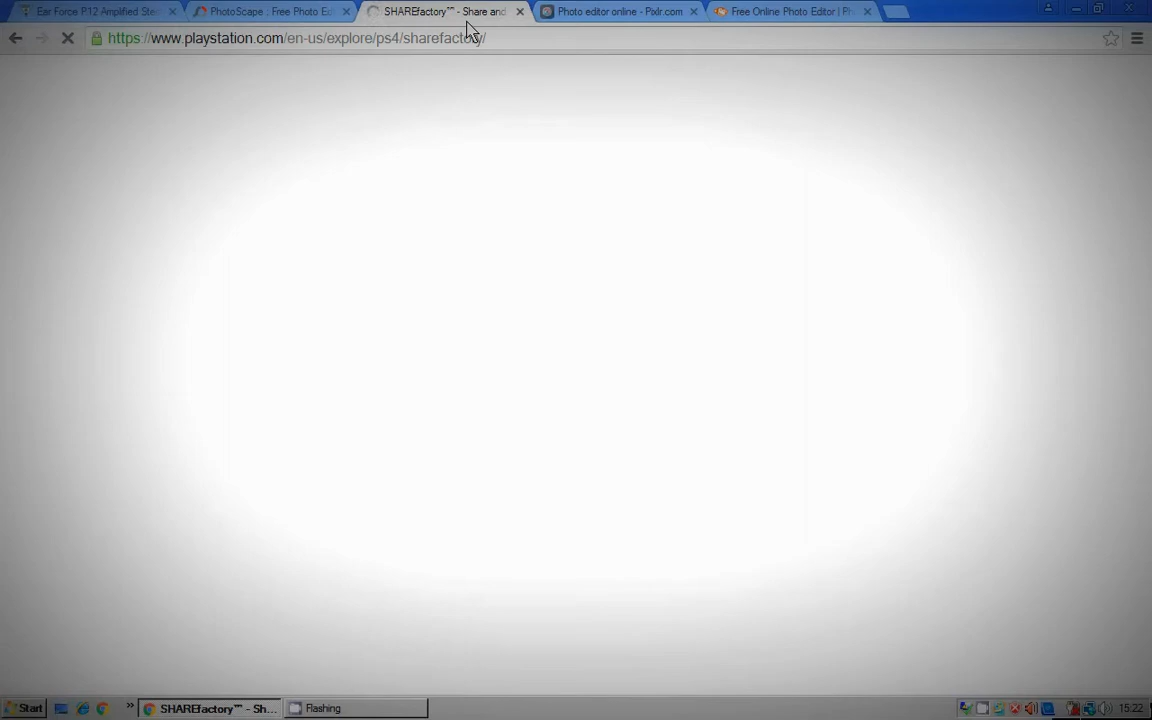 Ear Force P12 Amplified Ste
PhotoScape : Free Photo Ed
SHAREfactory™ - Share and
Photo editor online - Pixlr.com
Free Online Photo Editor | Ph
https://www.playstation.com/en-us/explore/ps4/sharefactory/
Start
SHAREfactory™ - Sh...
Flashing
15:22